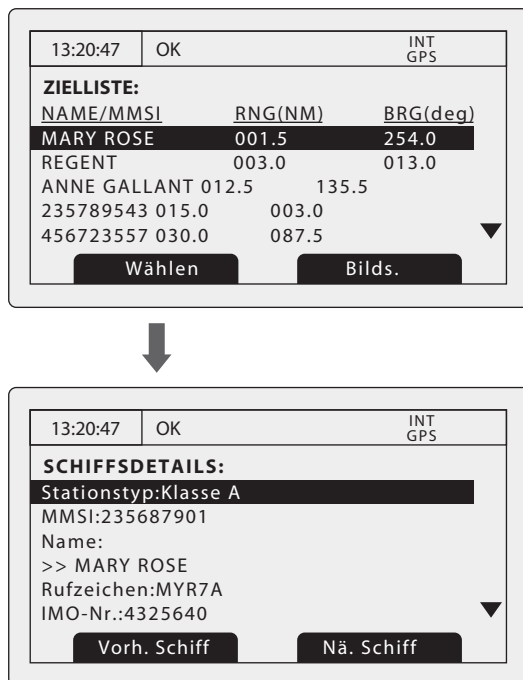 13:20:47 OK INT
GPS
ZIELLISTE:
NAME/MMSI RNG(NM) BRG(deg)
MARY ROSE 001.5 254.0
REGENT 003.0 013.0
ANNE GALLANT 012.5 135.5
235789543 015.0 003.0
456723557 030.0 087.5
Wählen Bilds.
13:20:47 OK INT
GPS
SCHIFFSDETAILS:
Stationstyp:Klasse A
MMSI:235687901
Name:
>> MARY ROSE
Rufzeichen:MYR7A
IMO-Nr.:4325640
Vorh. Schiff Nä. Schiff